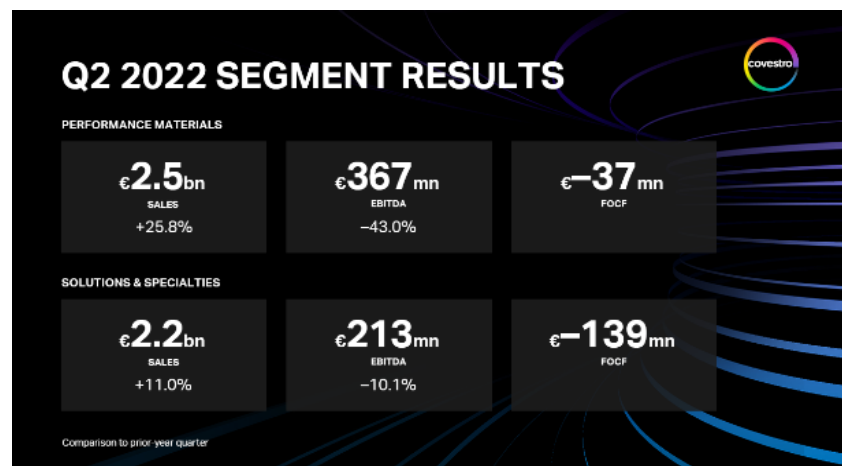 Q2 2022 SEGMENT RESULTS
covestro
PERFORMANCE MATERIALS
€2.5bn
SALES
+25.8%
€367mn
EBITDA
–43.0%
€–37mn
FOCF
SOLUTIONS & SPECIALTIES
€2.2bn
SALES
+11.0%
€213mn
EBITDA
–10.1%
€–139mn
FOCF
Comparison to prior-year quarter